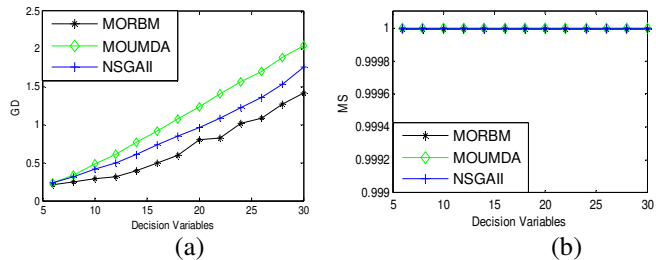 2.5
2
1.5
1
0.5
0
GD
MORBM
MOUMDA
NSGAII
5 10 15 20 25 30
Decision Variables
(a)
1
0.9998
0.9996
0.9994
0.9992
0.999
MS
MORBM
MOUMDA
NSGAII
5 10 15 20 25 30
Decision Variables
(b)